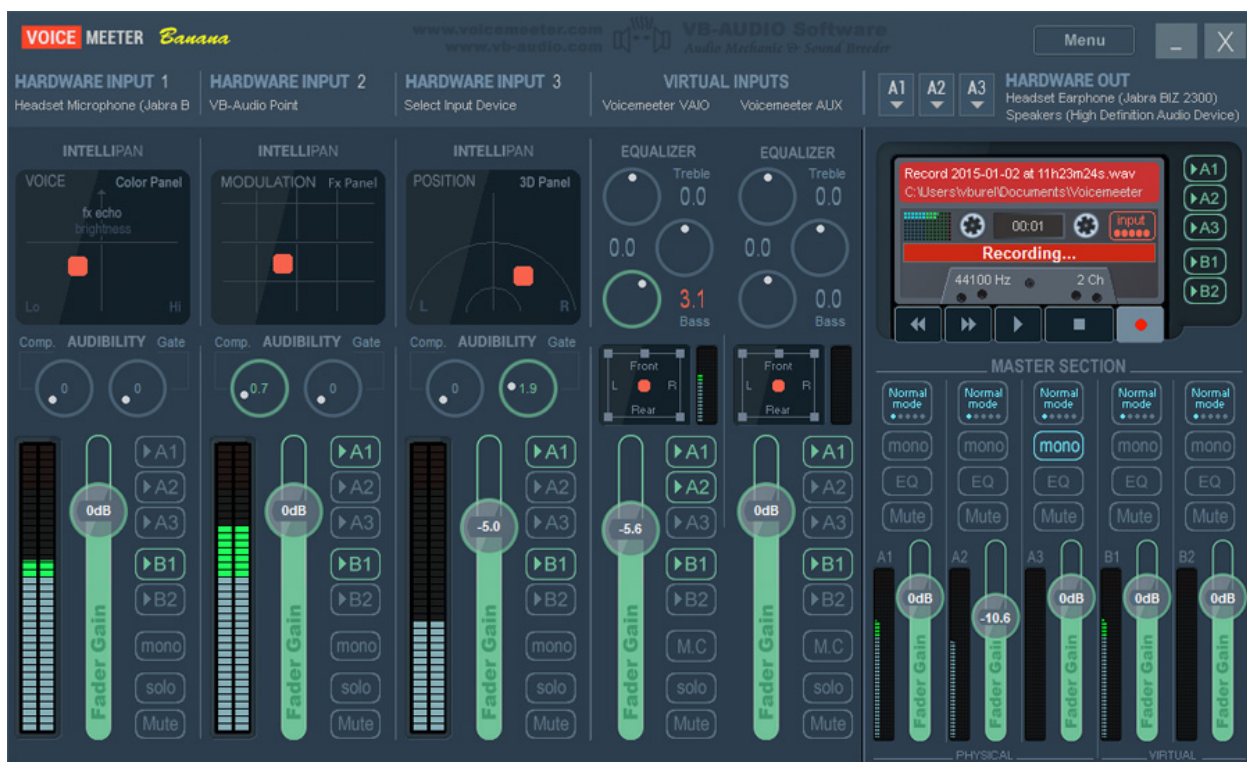 VOICE MEETER Banana
www.voicemeeter.com
www.vb-audio.com
VB-AUDIO Software
Audio Mechanic & Sound Breeder
Menu
HARDWARE INPUT 1
Headset Microphone (Jabra B
HARDWARE INPUT 2
VB-Audio Point
HARDWARE INPUT 3
Select Input Device
VIRTUAL INPUTS
Voicemeeter VAIO Voicemeeter AUX
A1 A2 A3
HARDWARE OUT
Headset Earphone (Jabra BIZ 2300)
Speakers (High Definition Audio Device)
INTELLIPAN
VOICE Color Panel
fx echo
brightness
Lo Hi
Comp. AUDIBILITY Gate
0 0
0dB
Fader Gain
A1
A2
A3
B1
B2
mono
solo
Mute
INTELLIPAN
MODULATION Fx Panel
Comp. AUDIBILITY Gate
0.7 0
0dB
Fader Gain
A1
A2
A3
B1
B2
mono
solo
Mute
INTELLIPAN
POSITION 3D Panel
L R
Comp. AUDIBILITY Gate
0 1.9
-5.0
Fader Gain
A1
A2
A3
B1
B2
mono
solo
Mute
EQUALIZER
Treble
0.0
0.0
3.1
Bass
Front
L R
Rear
-5.6
Fader Gain
A1
A2
A3
B1
B2
M.C
solo
Mute
EQUALIZER
Treble
0.0
0.0
0.0
Bass
Front
L R
Rear
0dB
Fader Gain
A1
A2
A3
B1
B2
M.C
solo
Mute
Record 2015-01-02 at 11h23m24s.wav
C:\Users\vburel\Documents\Voicemeeter
00:01
input
Recording...
44100 Hz 2 Ch
A1
A2
A3
B1
B2
MASTER SECTION
Normal mode
mono
EQ
Mute
A1
0dB
Fader Gain
Normal mode
mono
EQ
Mute
A2
-10.6
Fader Gain
Normal mode
mono
EQ
Mute
A3
0dB
Fader Gain
Normal mode
mono
EQ
Mute
B1
0dB
Fader Gain
Normal mode
mono
EQ
Mute
B2
0dB
Fader Gain
PHYSICAL VIRTUAL